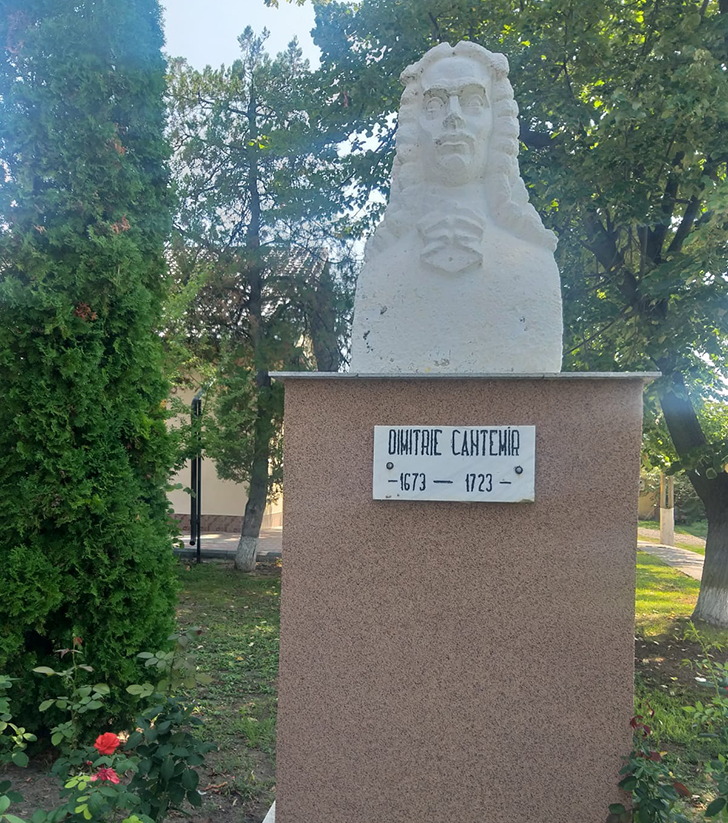 DIMITRIE CANTEMIR
-1673 — 1723 -